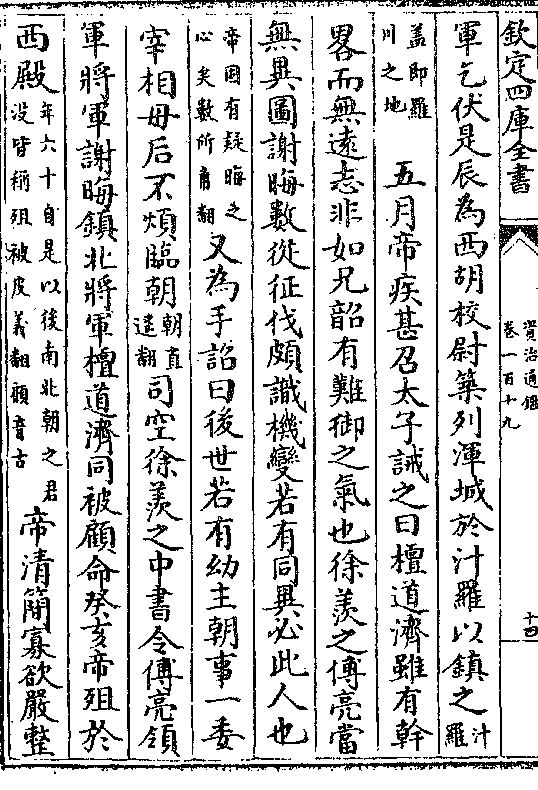 欽定四庫全書
資治通鑑
卷一百十九
十四
軍乞伏是辰為西胡校尉築列渾城於汁羅以鎮之汁羅
蓋即羅川之地　五月帝疾甚召太子誡之曰檀道濟雖有幹
畧而無遠志非如兄韶有難御之氣也徐羨之傅亮當
無異圖謝晦數從征伐頗識機變若有同異必此人也
帝固有疑晦之心矣數所角翻又為手詔曰後世若有幼主朝事一委
宰相母后不煩臨朝朝直遙翻司空徐羨之中書令傅亮領
軍將軍謝晦鎮北將軍檀道濟同被顧命癸亥帝殂於
西殿年六十自是以後南北朝之君没皆稱殂被皮義翻顧音古帝清簡寡欲嚴整